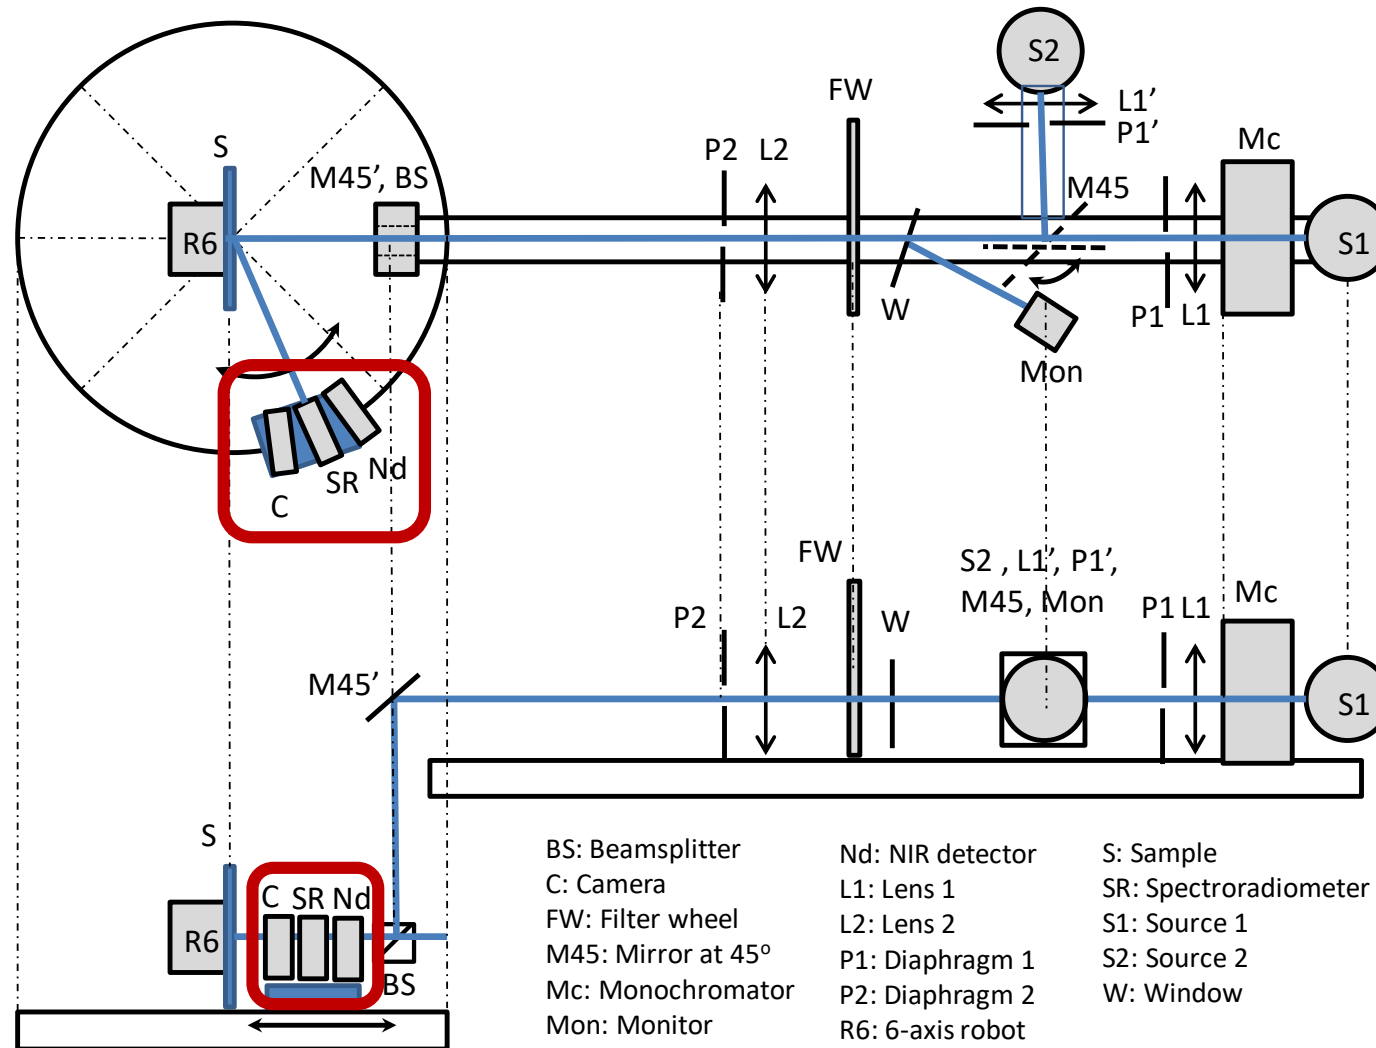 S2
FW
L1’
P1’
Mc
S
P2 L2
M45’, BS
M45
R6
S1
W
P1 L1
Mon
Nd
SR
C
FW
S2 , L1’, P1’,
M45, Mon
Mc
P2
L2
W
P1 L1
M45’
S1
S
C SR Nd
R6
BS
BS: Beamsplitter
C: Camera
FW: Filter wheel
M45: Mirror at 45º
Mc: Monochromator
Mon: Monitor
Nd: NIR detector
L1: Lens 1
L2: Lens 2
P1: Diaphragm 1
P2: Diaphragm 2
R6: 6-axis robot
S: Sample
SR: Spectroradiometer
S1: Source 1
S2: Source 2
W: Window